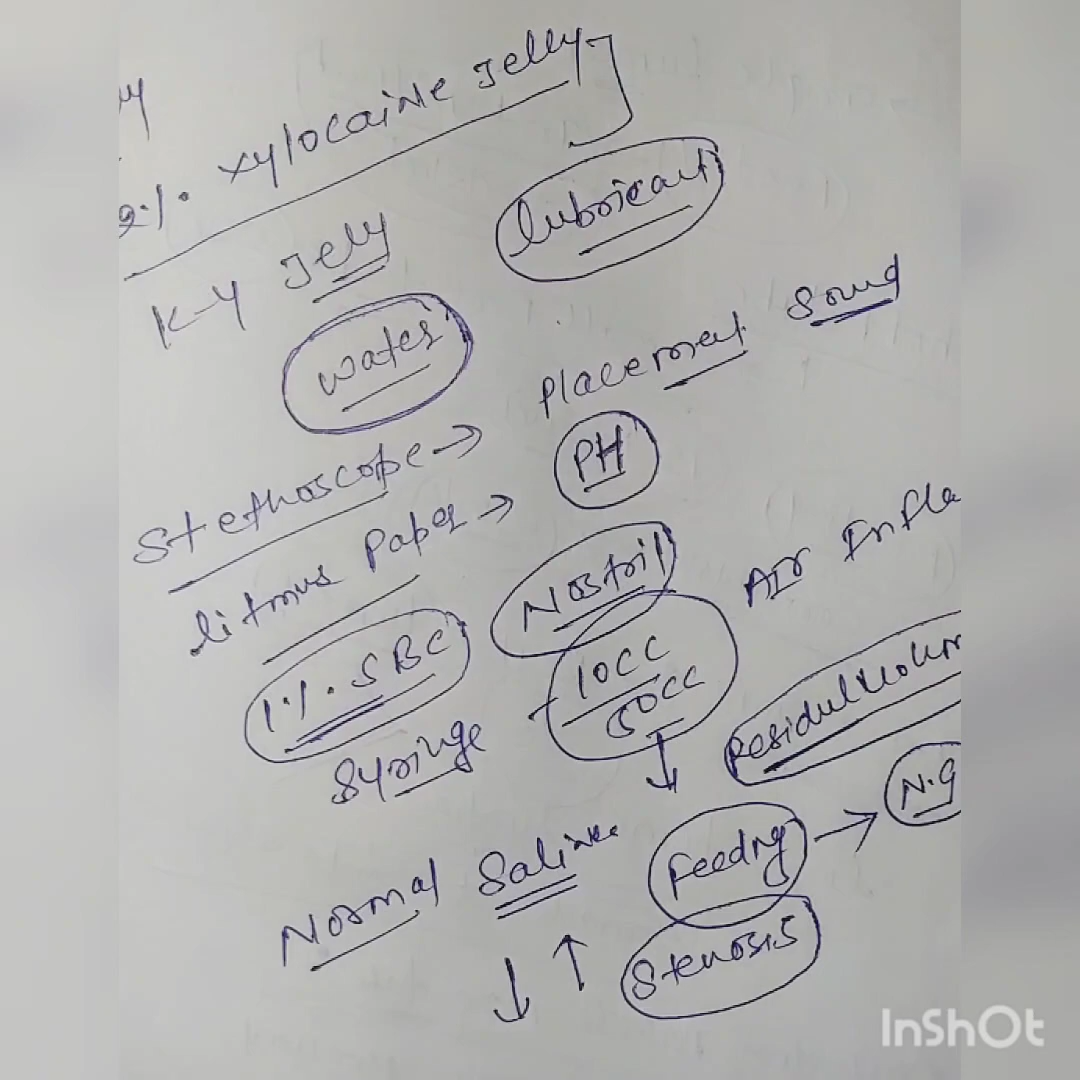 2%. xylocaine Jelly
lubricant
K-Y Jelly
water
Placement Sound
Stethoscope →
PH
litmus Paper →
Nostril
Air Infla
1%. SBC
Syringe - 10CC
50CC
Residul Volum
Feeding → N.G
Normal Saline
Stenosis
InShOt